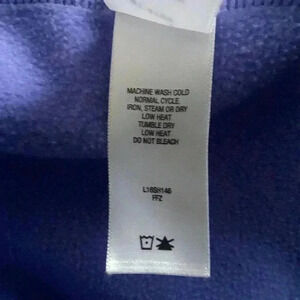 MACHINE WASH COLD
NORMAL CYCLE,
IRON, STEAM OR DRY
LOW HEAT
TUMBLE DRY
LOW HEAT
DO NOT BLEACH
L18SH146
FFZ